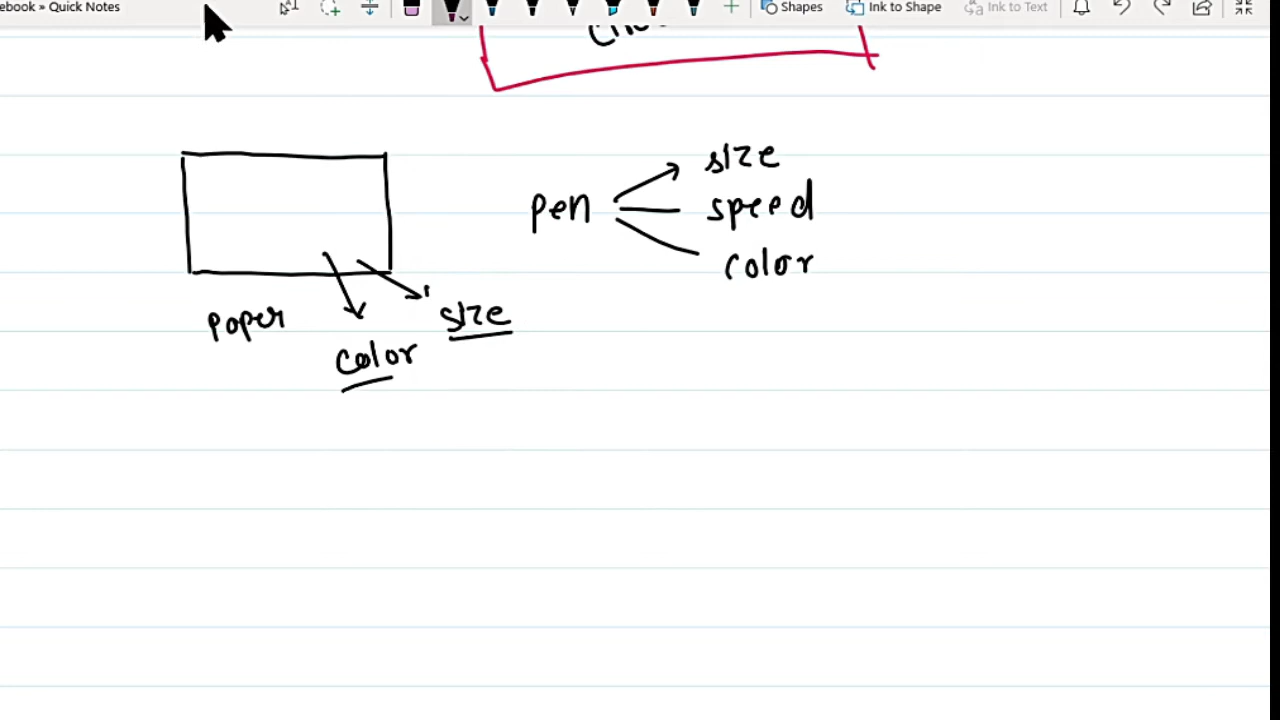 ebook » Quick Notes
Shapes
Ink to Shape
Ink to Text
size
pen
speed
color
paper
size
color